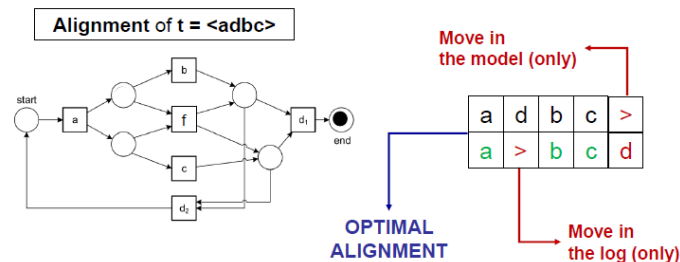 Alignment of t = <adbc>
start
a
b
f
c
d1
d2
end
Move in
the model (only)
a d b c >
a > b c d
OPTIMAL
ALIGNMENT
Move in
the log (only)